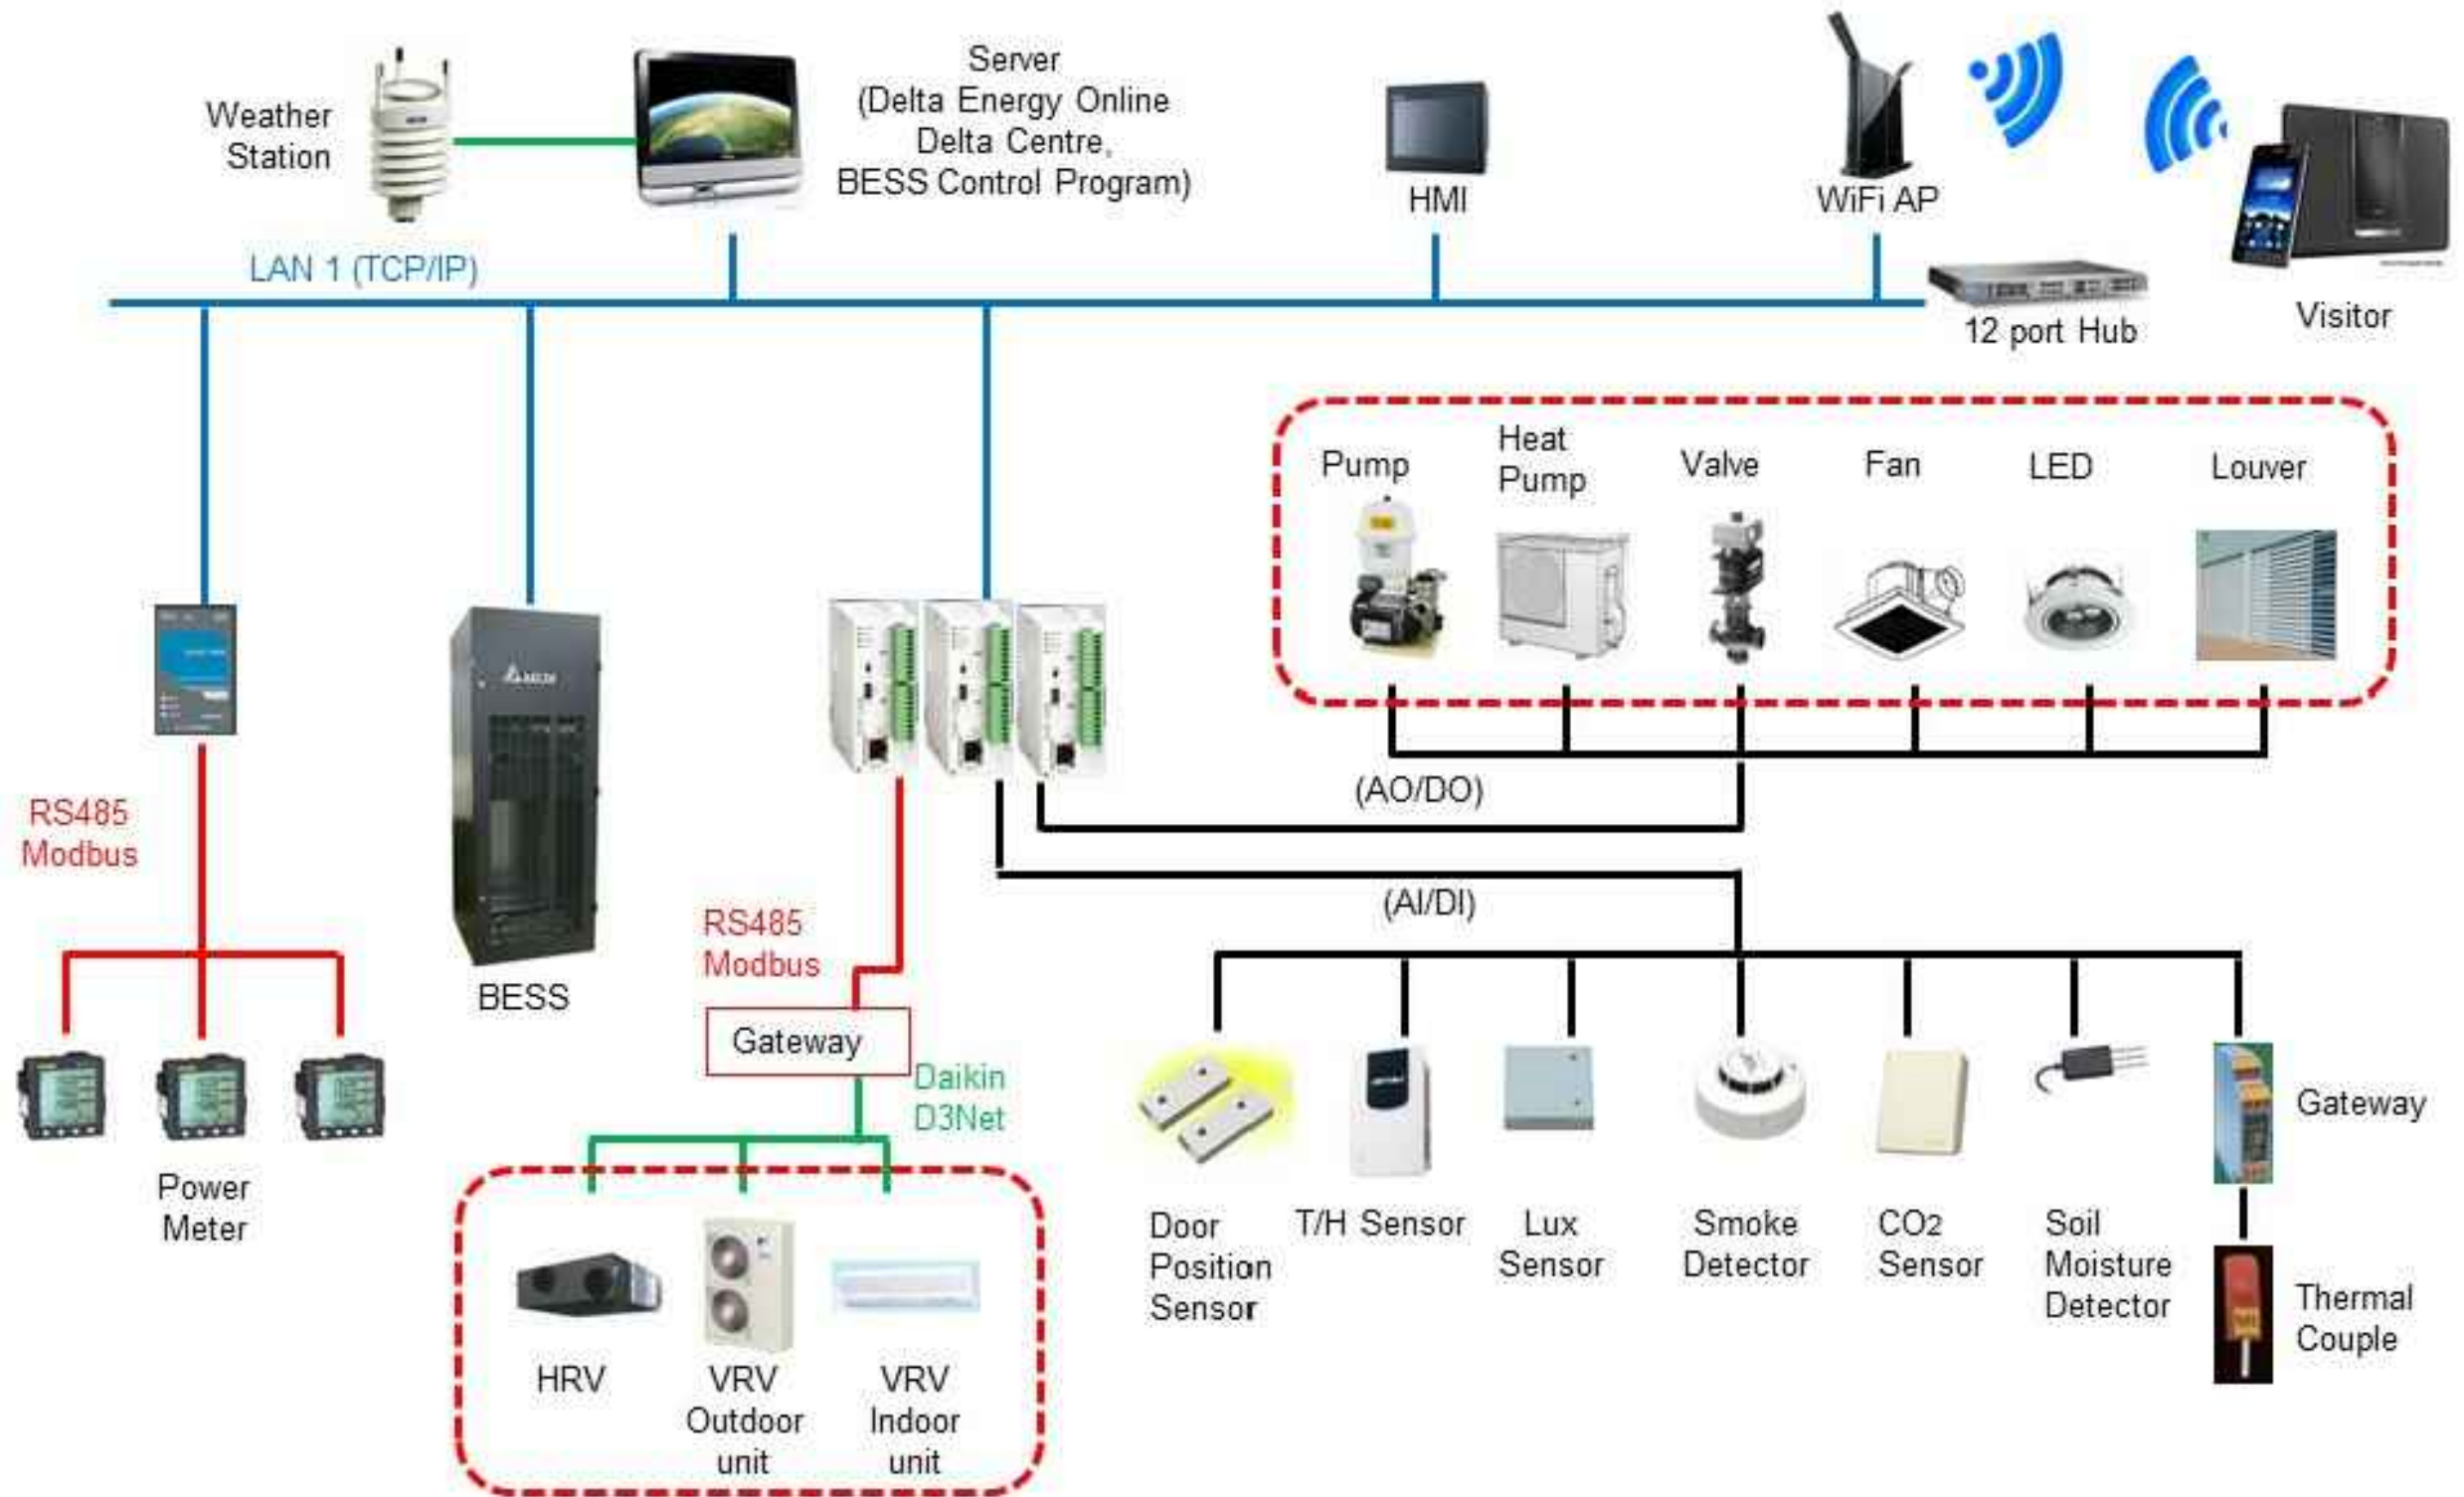 Weather
Station
Server
(Delta Energy Online
Delta Centre,
BESS Control Program)
HMI
WiFi AP
LAN 1 (TCP/IP)
12 port Hub
Visitor
Pump
Heat
Pump
Valve
Fan
LED
Louver
(AO/DO)
RS485
Modbus
BESS
RS485
Modbus
(AI/DI)
Gateway
Daikin
D3Net
Power
Meter
HRV
VRV
Outdoor
unit
VRV
Indoor
unit
Door
Position
Sensor
T/H Sensor
Lux
Sensor
Smoke
Detector
CO2
Sensor
Soil
Moisture
Detector
Gateway
Thermal
Couple